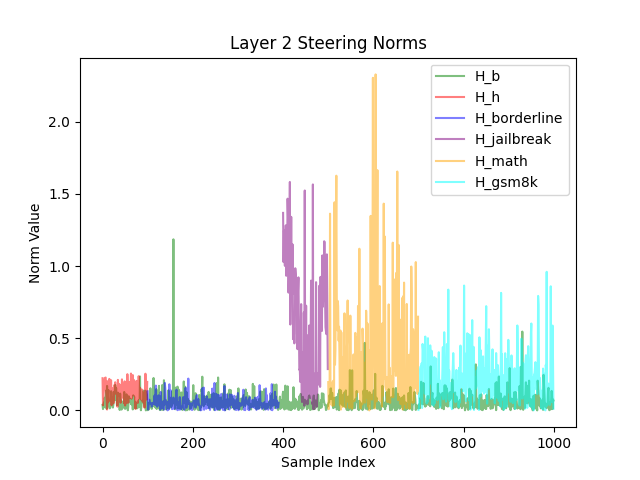 Layer 2 Steering Norms
H_b
H_h
H_borderline
H_jailbreak
H_math
H_gsm8k
Norm Value
2.0
1.5
1.0
0.5
0.0
0 200 400 600 800 1000
Sample Index